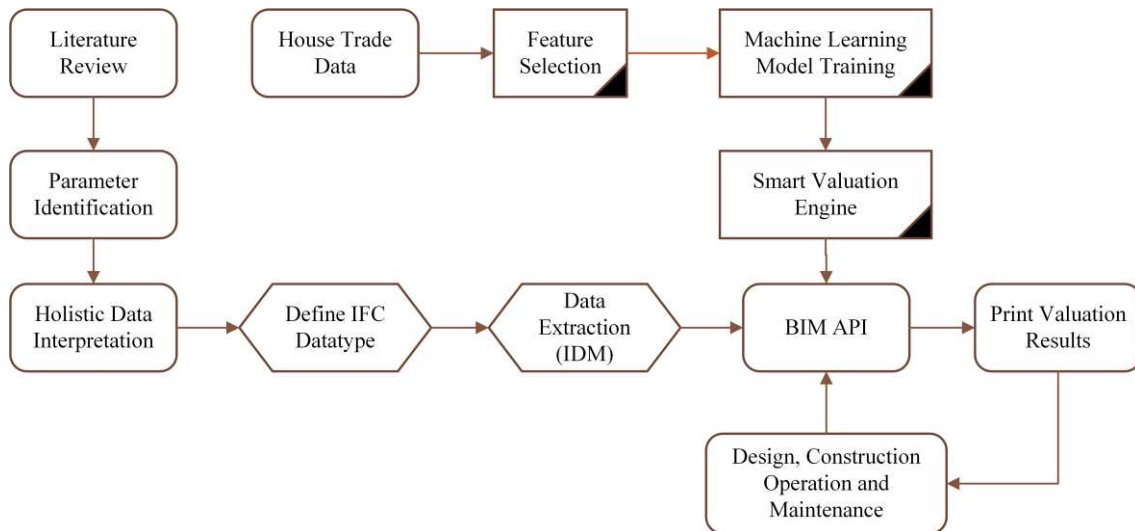 Literature
Review
House Trade
Data
Feature
Selection
Machine Learning
Model Training
Parameter
Identification
Smart Valuation
Engine
Holistic Data
Interpretation
Define IFC
Datatype
Data
Extraction
(IDM)
BIM API
Print Valuation
Results
Design, Construction
Operation and
Maintenance